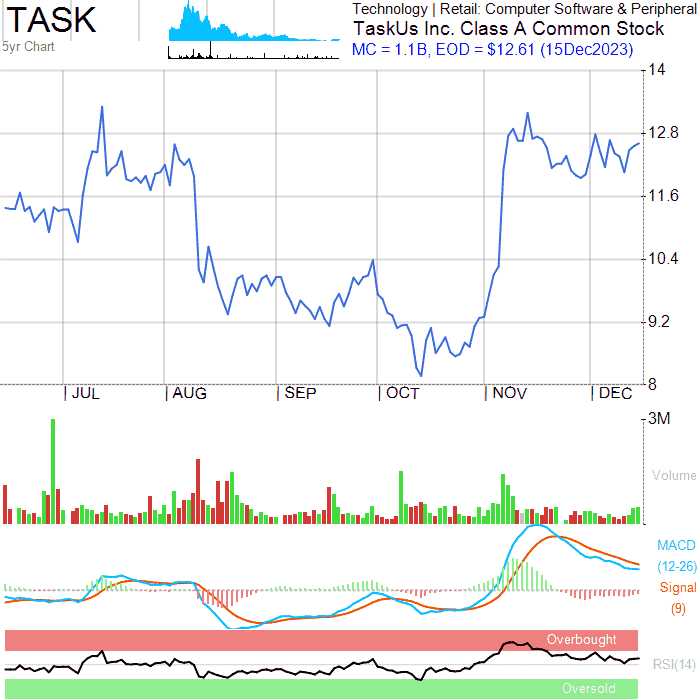 TASK
5yr Chart
Technology | Retail: Computer Software & Peripheral
TaskUs Inc. Class A Common Stock
MC = 1.1B, EOD = $12.61 (15Dec2023)
14
12.8
11.6
10.4
9.2
8
JUL AUG SEP OCT NOV DEC
3M
Volume
MACD
(12-26)
Signal
(9)
Overbought
RSI(14)
Oversold